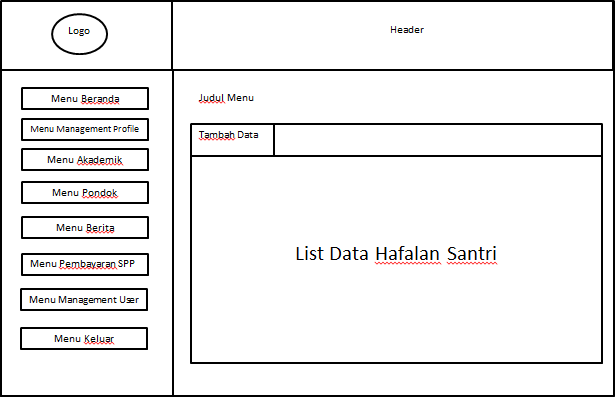 Logo
Header
Menu Beranda
Menu Management Profile
Menu Akademik
Menu Pondok
Menu Berita
Menu Pembayaran SPP
Menu Management User
Menu Keluar
Judul Menu
Tambah Data
List Data Hafalan Santri